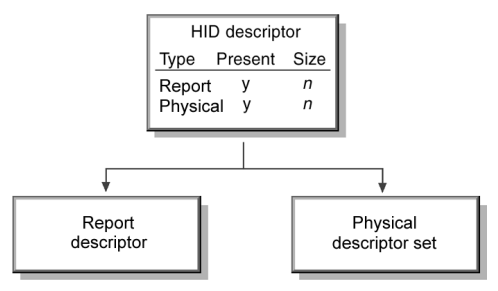 HID descriptor
Type Present Size
Report y n
Physical y n
Report
descriptor
Physical
descriptor set